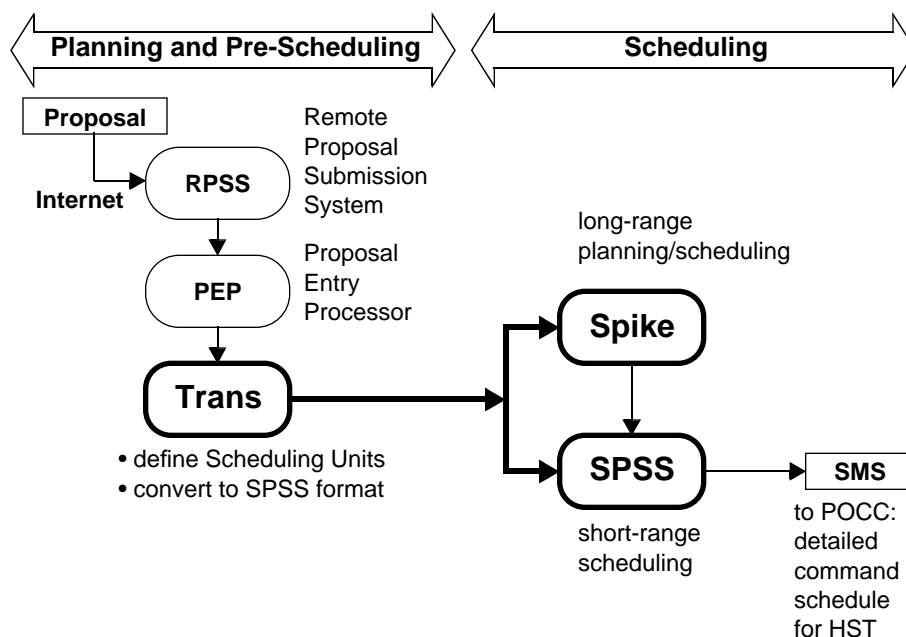 Planning and Pre-Scheduling
Scheduling
Proposal
Internet
RPSS
Remote
Proposal
Submission
System
PEP
Proposal
Entry
Processor
Trans
• define Scheduling Units
• convert to SPSS format
long-range
planning/scheduling
Spike
SPSS
short-range
scheduling
SMS
to POCC:
detailed
command
schedule
for HST